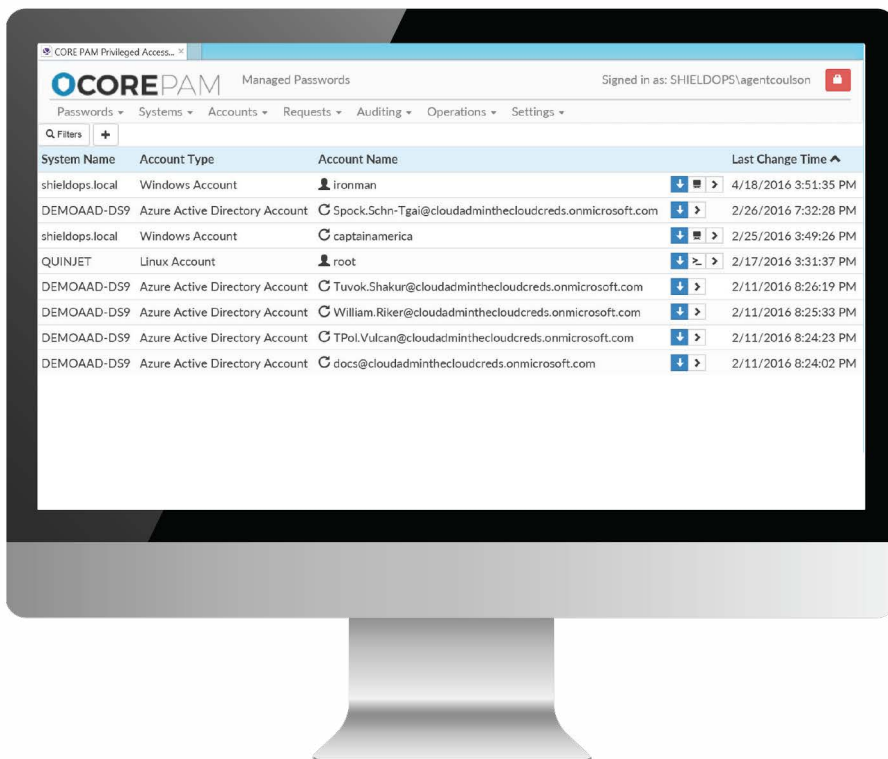 CORE PAM Privileged Access...
COREPAM Managed Passwords Signed in as: SHIELDOPS\agentcoulson
Passwords Systems Accounts Requests Auditing Operations Settings
Filters
System Name Account Type Account Name Last Change Time
shieldops.local Windows Account ironman 4/18/2016 3:51:35 PM
DEMOAAD-DS9 Azure Active Directory Account Spock.Schn-Tgai@cloudadminthecloudcreds.onmicrosoft.com 2/26/2016 7:32:28 PM
shieldops.local Windows Account captainamerica 2/25/2016 3:49:26 PM
QUINJET Linux Account root 2/17/2016 3:31:37 PM
DEMOAAD-DS9 Azure Active Directory Account Tuvok.Shakur@cloudadminthecloudcreds.onmicrosoft.com 2/11/2016 8:26:19 PM
DEMOAAD-DS9 Azure Active Directory Account William.Riker@cloudadminthecloudcreds.onmicrosoft.com 2/11/2016 8:25:33 PM
DEMOAAD-DS9 Azure Active Directory Account TPol.Vulcan@cloudadminthecloudcreds.onmicrosoft.com 2/11/2016 8:24:23 PM
DEMOAAD-DS9 Azure Active Directory Account docs@cloudadminthecloudcreds.onmicrosoft.com 2/11/2016 8:24:02 PM